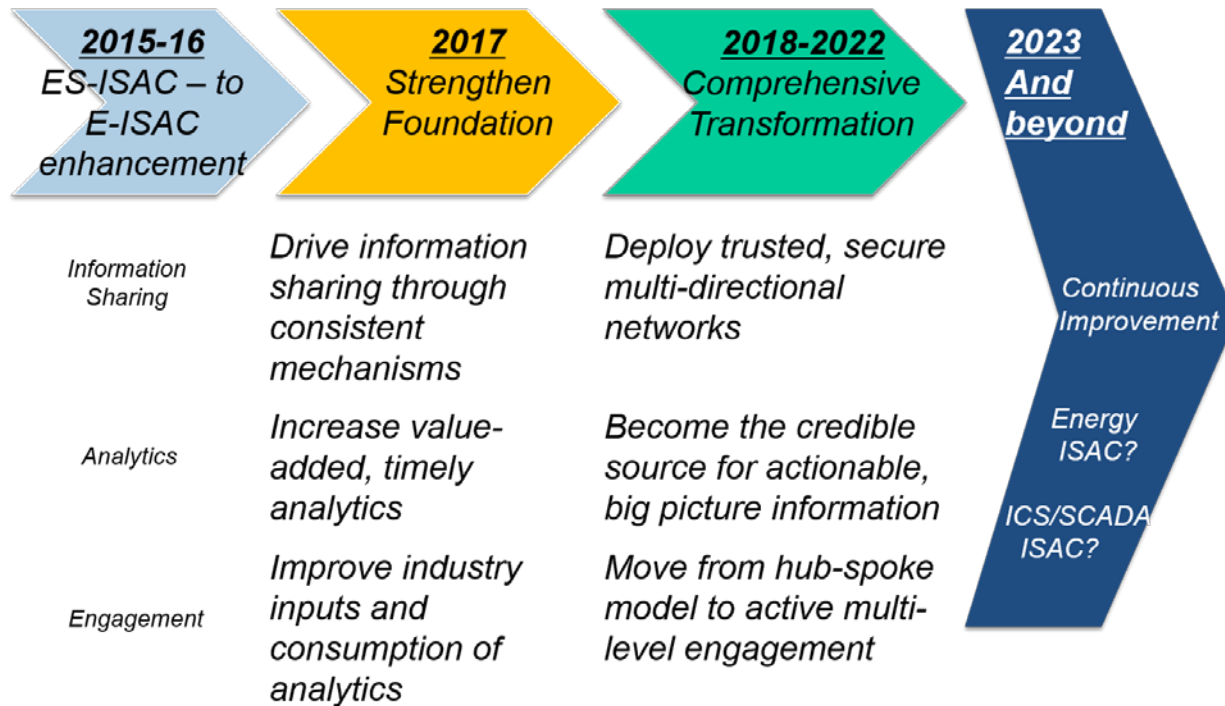 2015-16
ES-ISAC – to
E-ISAC
enhancement
2017
Strengthen
Foundation
2018-2022
Comprehensive
Transformation
2023
And
beyond
Information
Sharing
Drive information
sharing through
consistent
mechanisms
Deploy trusted, secure
multi-directional
networks
Continuous
Improvement
Analytics
Increase value-
added, timely
analytics
Become the credible
source for actionable,
big picture information
Energy
ISAC?
ICS/SCADA
ISAC?
Engagement
Improve industry
inputs and
consumption of
analytics
Move from hub-spoke
model to active multi-
level engagement